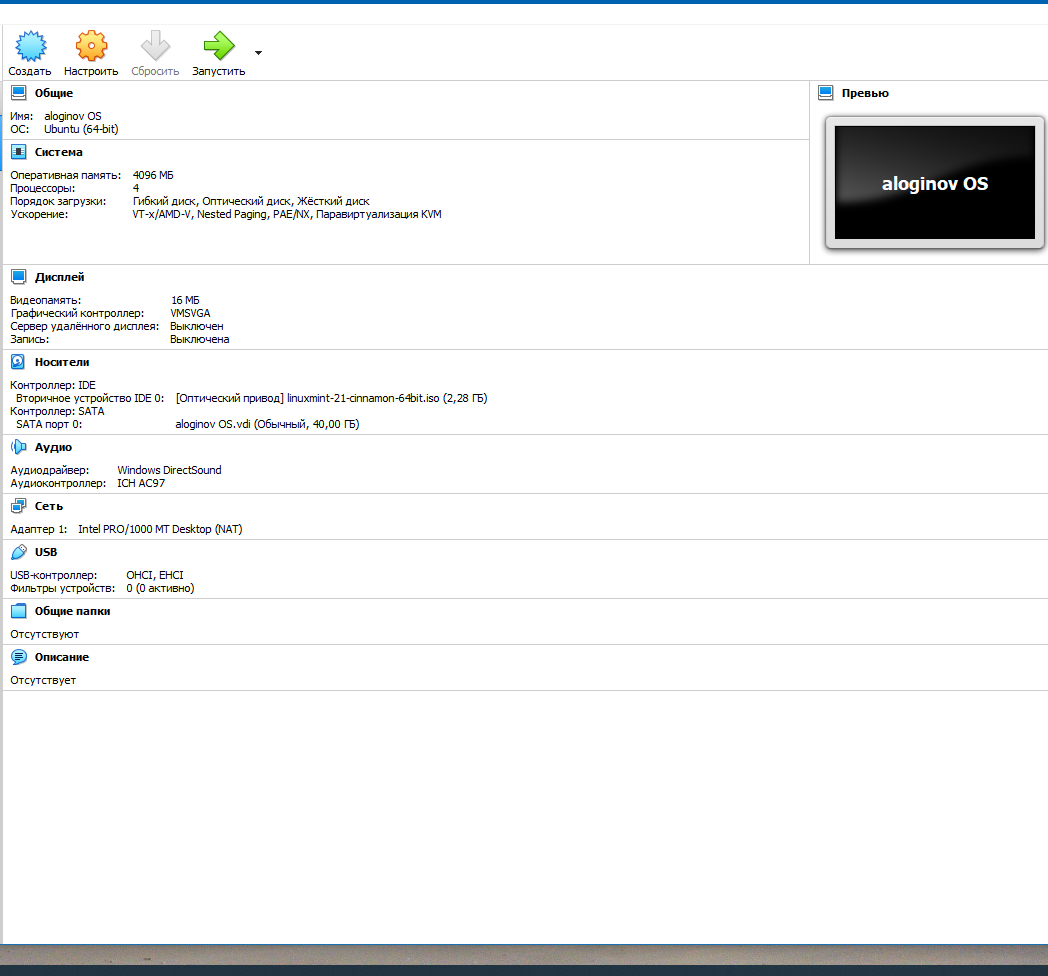 Создать Настроить Сбросить Запустить
Общие
Имя: aloginov OS
ОС: Ubuntu (64-bit)
Превью
aloginov OS
Система
Оперативная память: 4096 МБ
Процессоры: 4
Порядок загрузки: Гибкий диск, Оптический диск, Жёсткий диск
Ускорение: VT-x/AMD-V, Nested Paging, PAE/NX, Паравиртуализация KVM
Дисплей
Видеопамять: 16 МБ
Графический контроллер: VMSVGA
Сервер удалённого дисплея: Выключен
Запись: Выключена
Носители
Контроллер: IDE
Вторичное устройство IDE 0: [Оптический привод] linuxmint-21-cinnamon-64bit.iso (2,28 ГБ)
Контроллер: SATA
SATA порт 0: aloginov OS.vdi (Обычный, 40,00 ГБ)
Аудио
Аудиодрайвер: Windows DirectSound
Аудиоконтроллер: ICH AC97
Сеть
Адаптер 1: Intel PRO/1000 MT Desktop (NAT)
USB
USB-контроллер: OHCI, EHCI
Фильтры устройств: 0 (0 активно)
Общие папки
Отсутствуют
Описание
Отсутствует